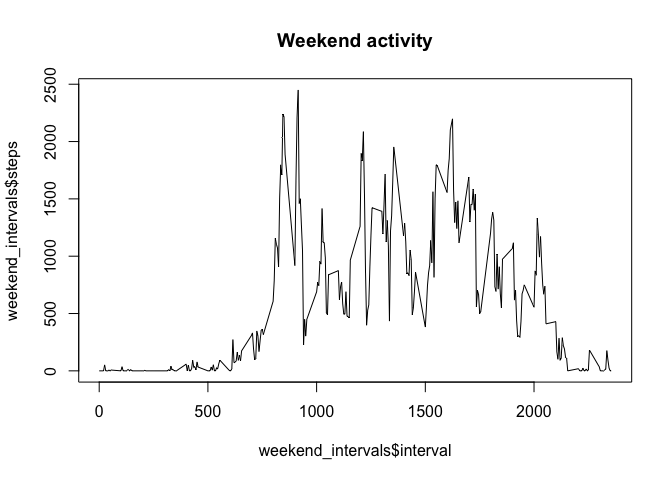 Weekend activity
weekend_intervals$steps
2500
2000
1500
1000
500
0
0 500 1000 1500 2000
weekend_intervals$interval